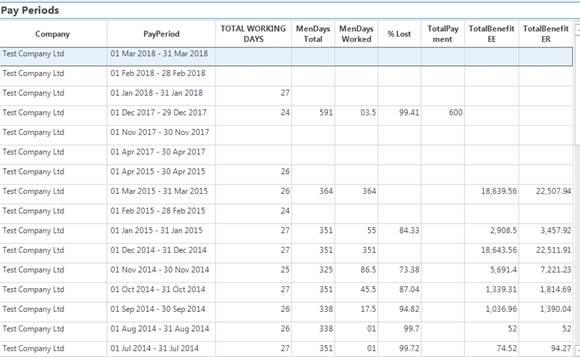 Pay Periods
Company PayPeriod TOTAL WORKING DAYS MenDays Total MenDays Worked % Lost TotalPay ment TotalBenefit EE TotalBenefit ER
Test Company Ltd 01 Mar 2018 - 31 Mar 2018
Test Company Ltd 01 Feb 2018 - 28 Feb 2018
Test Company Ltd 01 Jan 2018 - 31 Jan 2018 27
Test Company Ltd 01 Dec 2017 - 29 Dec 2017 24 591 03.5 99.41 600
Test Company Ltd 01 Nov 2017 - 30 Nov 2017
Test Company Ltd 01 Apr 2017 - 30 Apr 2017
Test Company Ltd 01 Apr 2015 - 30 Apr 2015 26
Test Company Ltd 01 Mar 2015 - 31 Mar 2015 26 364 364 18,639.56 22,507.94
Test Company Ltd 01 Feb 2015 - 28 Feb 2015 24
Test Company Ltd 01 Jan 2015 - 31 Jan 2015 27 351 55 84.33 2,908.5 3,457.92
Test Company Ltd 01 Dec 2014 - 31 Dec 2014 27 351 351 18,643.56 22,511.91
Test Company Ltd 01 Nov 2014 - 30 Nov 2014 25 325 86.5 73.38 5,691.4 7,221.23
Test Company Ltd 01 Oct 2014 - 31 Oct 2014 27 351 45.5 87.04 1,339.31 1,814.69
Test Company Ltd 01 Sep 2014 - 30 Sep 2014 26 338 17.5 94.82 1,036.96 1,390.04
Test Company Ltd 01 Aug 2014 - 31 Aug 2014 26 338 01 99.7 52 52
Test Company Ltd 01 Jul 2014 - 31 Jul 2014 27 351 01 99.72 74.52 94.27